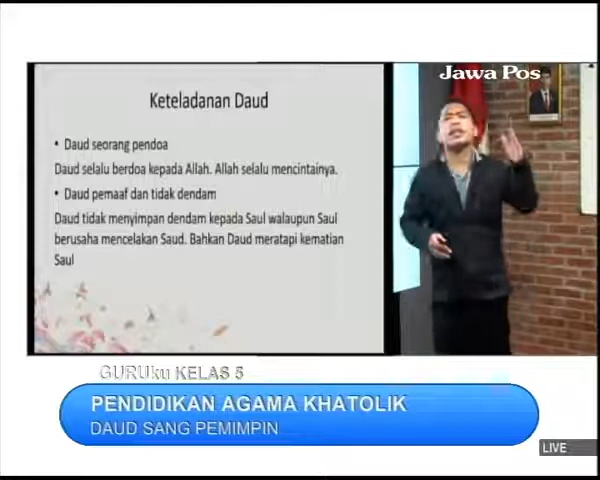 Jawa Pos
Keteladanan Daud
• Daud seorang pendoa
Daud selalu berdoa kepada Allah. Allah selalu mencintainya.
• Daud pemaaf dan tidak dendam
Daud tidak menyimpan dendam kepada Saul walaupun Saul
berusaha mencelakan Saud. Bahkan Daud meratapi kematian
Saul
GURUku KELAS 5
PENDIDIKAN AGAMA KHATOLIK
DAUD SANG PEMIMPIN
LIVE